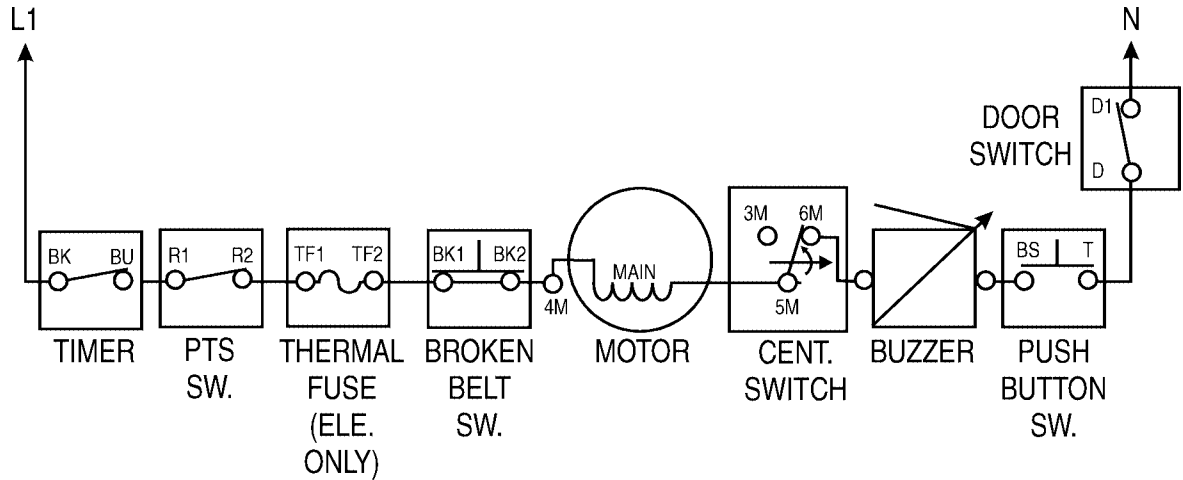 L1
N
D1
DOOR
SWITCH
D
3M
6M
BK
BU
R1
R2
TF1
TF2
BK1
BK2
MAIN
BS
T
4M
5M
TIMER
PTS
SW.
THERMAL
FUSE
(ELE.
ONLY)
BROKEN
BELT
SW.
MOTOR
CENT.
SWITCH
BUZZER
PUSH
BUTTON
SW.